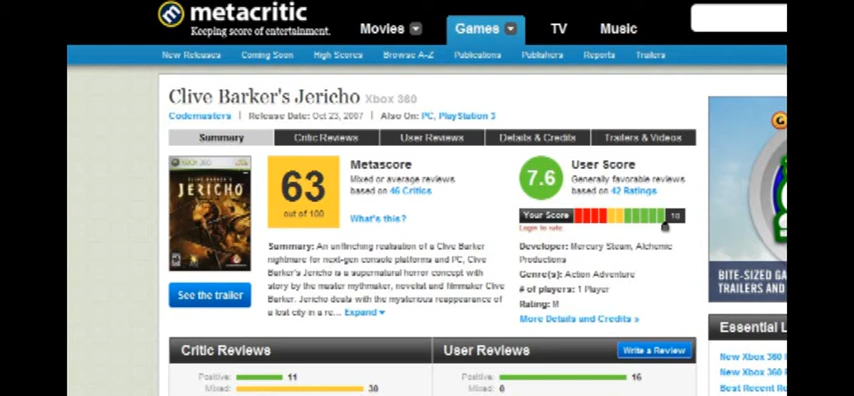 metacritic
Keeping score of entertainment.
Movies
Games
TV
Music
New Releases
Coming Soon
High Scores
Browse A-Z
Publications
Publishers
Reports
Trailers
Clive Barker's Jericho Xbox 360
Codemasters | Release Date: Oct 23, 2007 | Also On: PC, PlayStation 3
Summary
Critic Reviews
User Reviews
Details & Credits
Trailers & Videos
XBOX 360
JERICHO
See the trailer
63
out of 100
Metascore
Mixed or average reviews
based on 46 Critics
What's this?
7.6
User Score
Generally favorable reviews
based on 42 Ratings
Your Score
10
Login to rate
Summary: An unflinching realisation of a Clive Barker
nightmare for next-gen console platforms and PC, Clive
Barker's Jericho is a supernatural horror concept with
story by the master mythmaker, novelist and filmmaker Clive
Barker. Jericho deals with the mysterious reappearance of
a lost city in a re... Expand
Developer: Mercury Steam, Alchemic
Productions
Genre(s): Action Adventure
# of players: 1 Player
Rating: M
More Details and Credits »
Critic Reviews
Positive: 11
Mixed: 30
User Reviews
Write a Review
Positive: 16
Mixed: 0
BITE-SIZED GA
TRAILERS AND
Essential L
New Xbox 360
New Xbox 360
Best Recent R